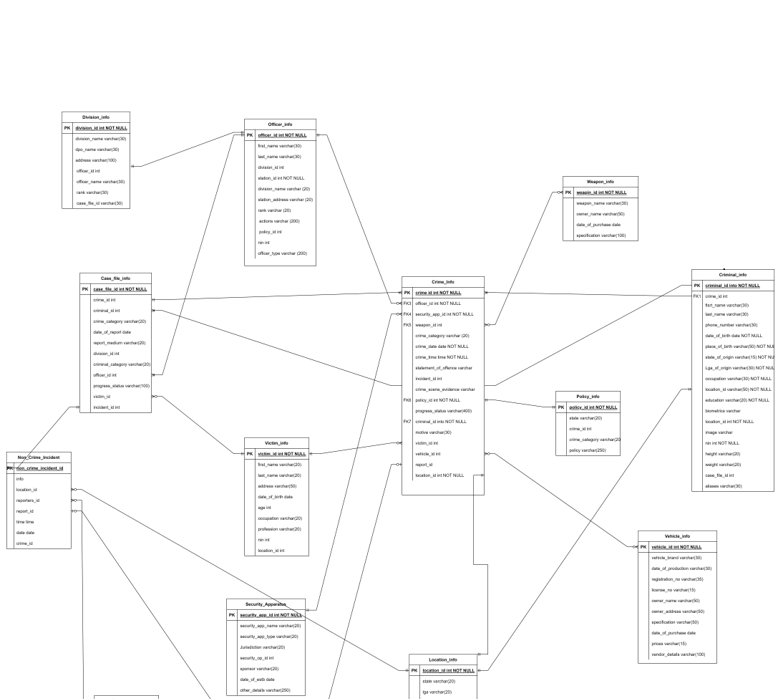 Division_info
PK division_id int NOT NULL
division_name varchar(30)
dpo_name varchar(30)
address varchar(100)
officer_id int
officer_name varchar(30)
rank varchar(30)
case_file_id varchar(30)
Officer_info
PK officer_id int NOT NULL
first_name varchar(30)
last_name varchar(30)
division_id int
station_id int NOT NULL
division_name varchar (20)
station_address varchar (20)
rank varchar (20)
actions varchar (200)
policy_id int
nin int
officer_type varchar (200)
Weapon_info
PK weapin_id int NOT NULL
weapon_name varchar(30)
owner_name varchar(50)
date_of_purchase date
specification varchar(100)
Case_file_info
PK case_file_id int NOT NULL
crime_id int
criminal_id int
crime_category varchar(20)
date_of_report date
report_medium varchar(20)
division_id int
criminal_category varchar(20)
officer_id int
progress_status varchar(100)
victim_id
incident_id int
Crime_info
PK crime_id int NOT NULL
officer_id int NOT NULL
security_app_id int NOT NULL
weapon_id int
crime_category varchar (20)
crime_date date NOT NULL
crime_time time NOT NULL
statement_of_offence varchar
incident_id int
crime_scene_evidence varchar
policy_id int NOT NULL
progress_status varchar(400)
FK7 criminal_id into NOT NULL
motive varchar(30)
victim_id int
vehicle_id int
report_id
location_id int NOT NULL
Criminal_info
PK criminal_id into NOT NULL
FK1 crime_id int
last_name varchar(30)
phone_number varchar(30)
date_of_birth date NOT NULL
place_of_birth varchar(50) NOT NU
state_of_origin varchar(15) NOT NU
Lga_of_origin varchar(30) NOT NU
occupation varchar(30) NOT NULL
location_id varchar(50) NOT NULL
education varchar(20) NOT NULL
biometrics varchar
location_id int NOT NULL
image varchar
nin int NOT NULL
height varchar(20)
weight varchar(20)
case_file_id int
aliases varchar(30)
Policy_info
PK policy_id int NOT NULL
state varchar(20)
crime_id int
crime_category varchar(20
policy varchar(250)
Non_Crime_Incident
PK non_crime_incident_id
info
location_id
reporters_id
report_id
time time
date date
crime_id
Victim_info
PK victim_id int NOT NULL
first_name varchar(20)
last_name varchar(20)
address varchar(50)
date_of_birth date
age int
occupation varchar(20)
profession varchar(20)
nin int
location_id int
Vehicle_info
PK vehicle_id int NOT NULL
vehicle_brand varchar(30)
date_of_production varchar(30)
registration_no varchar(30)
license_no varchar(15)
owner_name varchar(50)
owner_address varchar(50)
specification varchar(50)
date_of_purchase date
prices varchar(15)
vendor_details varchar(100)
Security_Apparatus
PK security_app_id int NOT NULL
security_app_name varchar(20)
security_app_type varchar(20)
Jurisdiction varchar(20)
security_op_id int
sponsor varchar(20)
date_of_estb date
other_details varchar(250)
Location_info
PK location_id int NOT NULL
state varchar(20)
lga varchar(20)